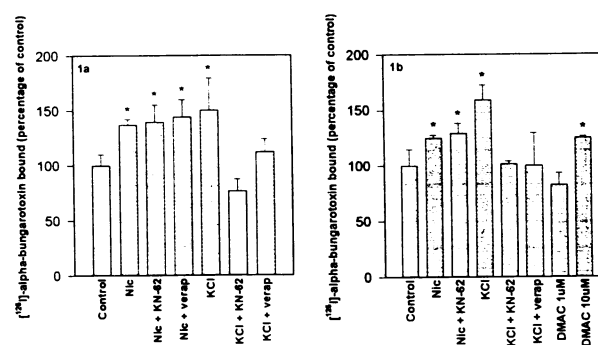 [¹²⁵I]-alpha-bungarotoxin bound (percentage of control)
200
150
100
50
0
1a
*
*
*
*
Control
Nic
Nic + KN-62
Nic + verap
KCl
KCl + KN-62
KCl + verap
[¹²⁵I]-alpha-bungarotoxin bound (percentage of control)
200
150
100
50
0
1b
*
*
*
*
Control
Nic
Nic + KN-62
KCl
KCl + KN-62
KCl + verap
DMAC 1uM
DMAC 10uM